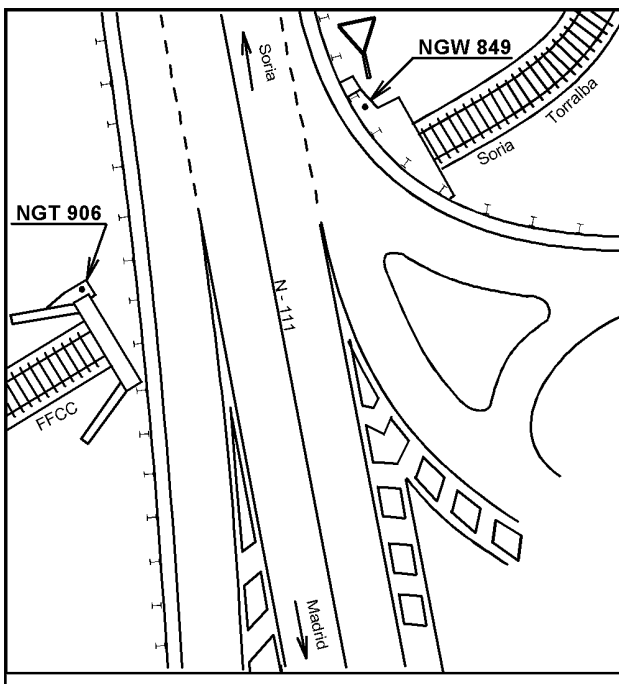 Soria
NGW 849
Torralba
Soria
NGT 906
N - 111
FFCC
Madrid